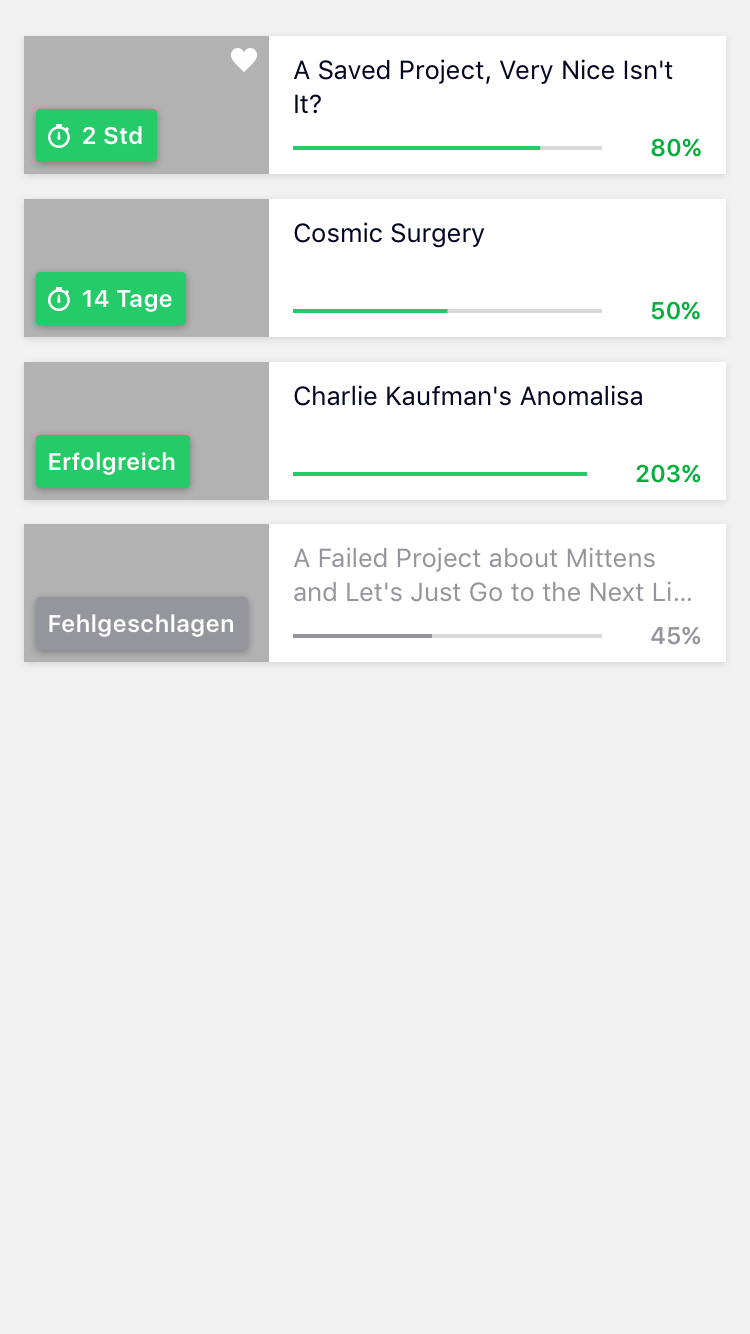 A Saved Project, Very Nice Isn't
It?
2 Std
80%
Cosmic Surgery
14 Tage
50%
Charlie Kaufman's Anomalisa
Erfolgreich
203%
A Failed Project about Mittens
and Let's Just Go to the Next Li...
Fehlgeschlagen
45%